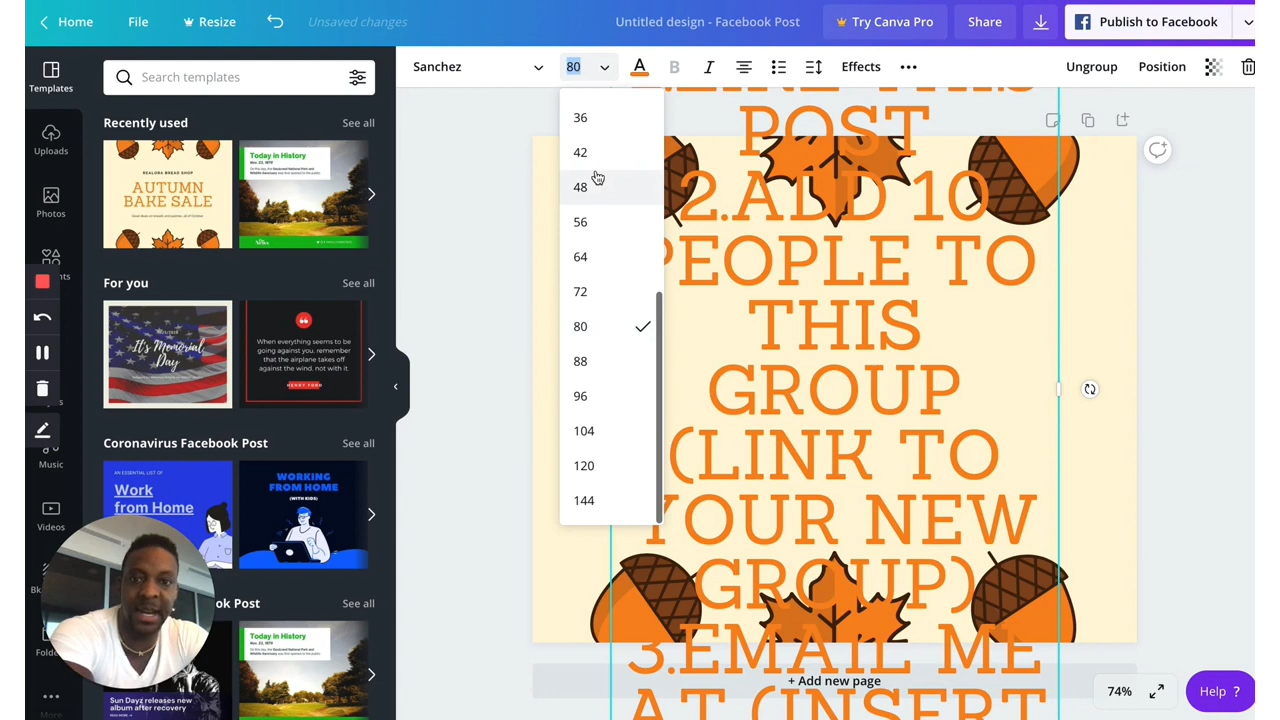 Home
File
Resize
Unsaved changes
Untitled design - Facebook Post
Try Canva Pro
Share
Publish to Facebook
Templates
Search templates
Sanchez
80
A
B
I
Effects
Ungroup
Position
Uploads
Photos
Music
Videos
More
Recently used
See all
REALORA BREAD SHOP
AUTUMN
BAKE SALE
Today in History
For you
See all
It's Memorial
Day
When everything seems to
be going against you, remember
that the airplane takes off
against the wind, not with it.
HENRY FORD
Coronavirus Facebook Post
See all
AN ESSENTIAL LIST OF
Work
from Home
WORKING
FROM HOME
(WITH KIDS)
ok Post
See all
Sun Dayz releases new
album after recovery
Today in History
36
42
48
56
64
72
80
88
96
104
120
144
POST
2.ADD 10
PEOPLE TO
THIS
GROUP
(LINK TO
YOUR NEW
GROUP)
3.EMAIL ME
AT (INSERT
+ Add new page
74%
Help ?